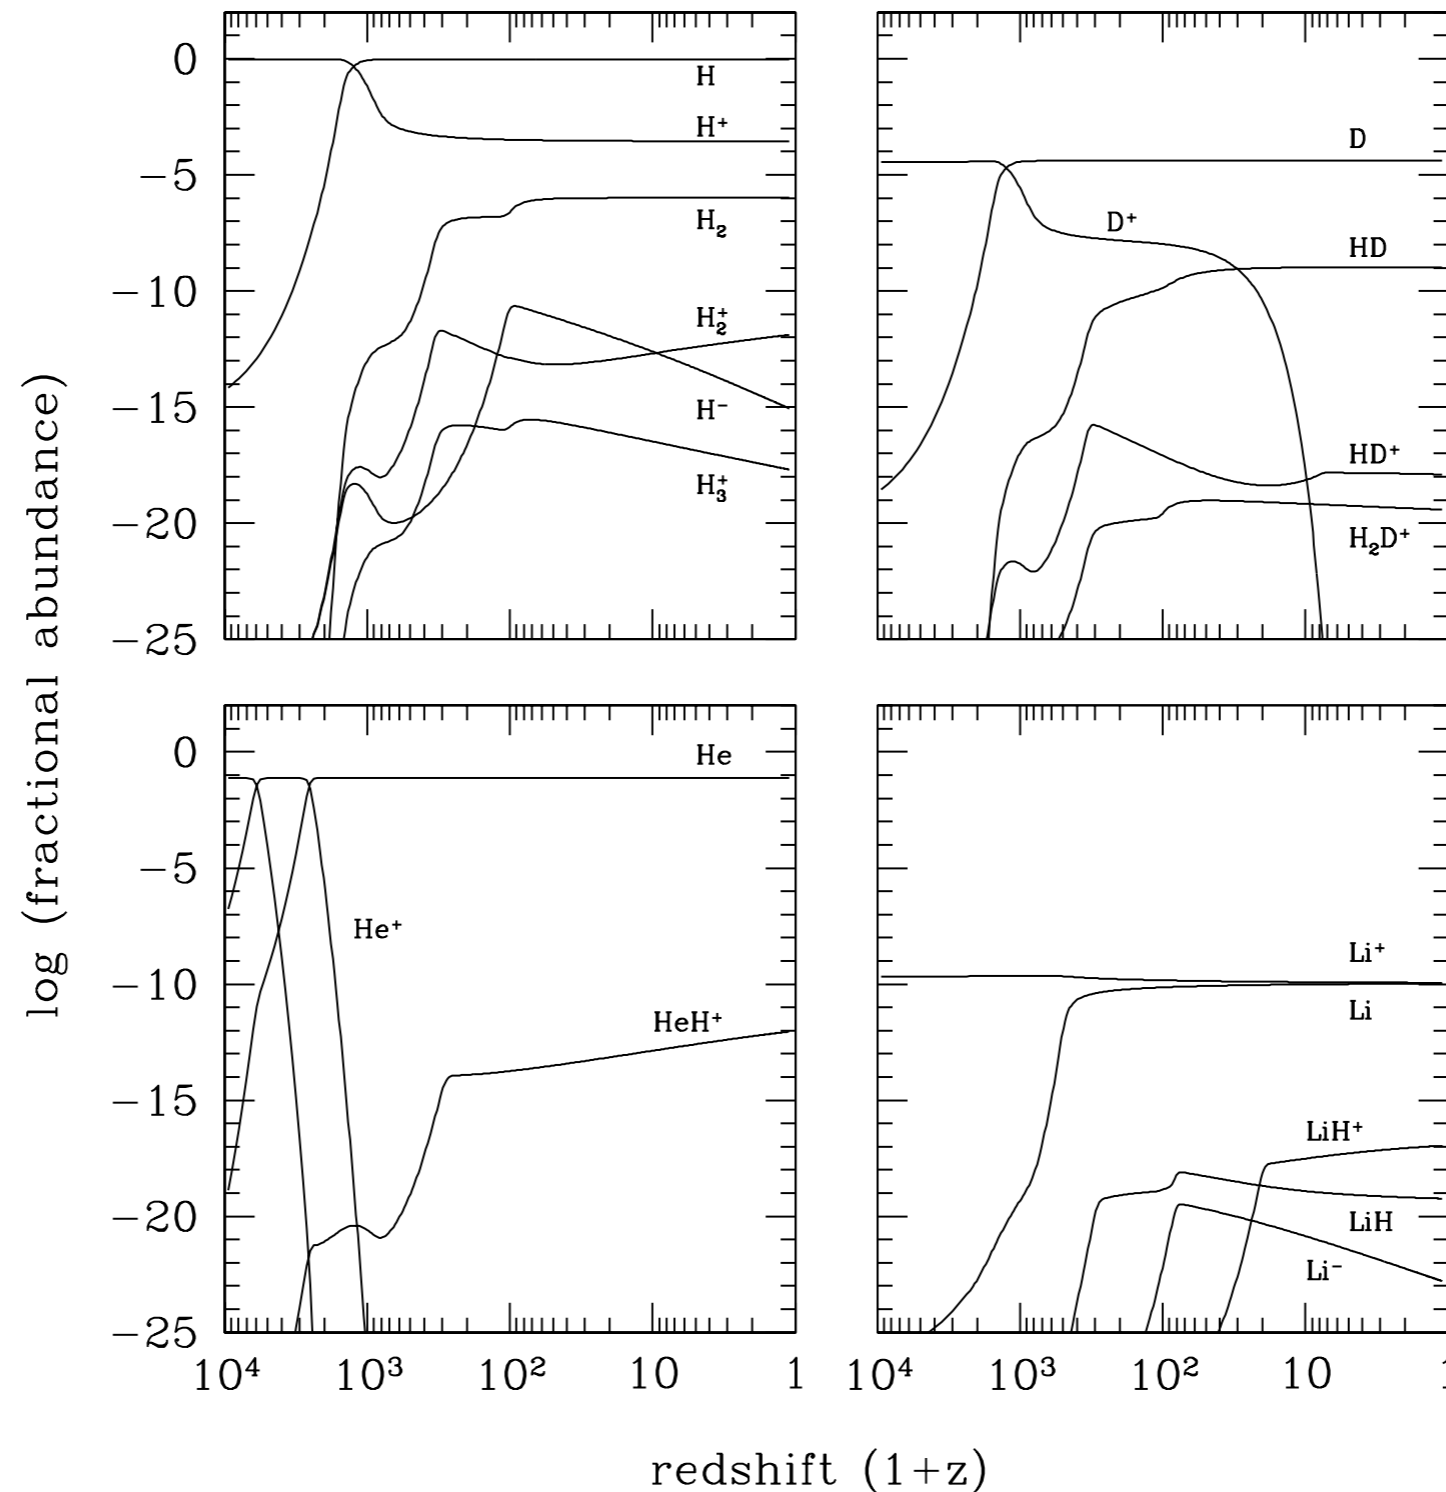 log (fractional abundance)
0
−5
−10
−15
−20
−25
H
H⁺
H₂
H₂⁺
H⁻
H₃⁺
D
D⁺
HD
HD⁺
H₂D⁺
0
−5
−10
−15
−20
−25
He
He⁺
HeH⁺
Li⁺
Li
LiH⁺
LiH
Li⁻
10⁴ 10³ 10² 10 1
10⁴ 10³ 10² 10
redshift (1+z)